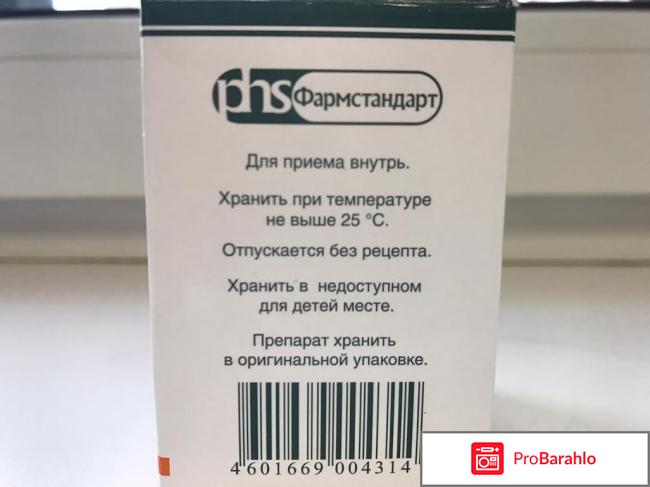 phs Фармстандарт
Для приема внутрь.
Хранить при температуре
не выше 25 °С.
Отпускается без рецепта.
Хранить в недоступном
для детей месте.
Препарат хранить
в оригинальной упаковке.
4 601669 004314
ProBarahlo